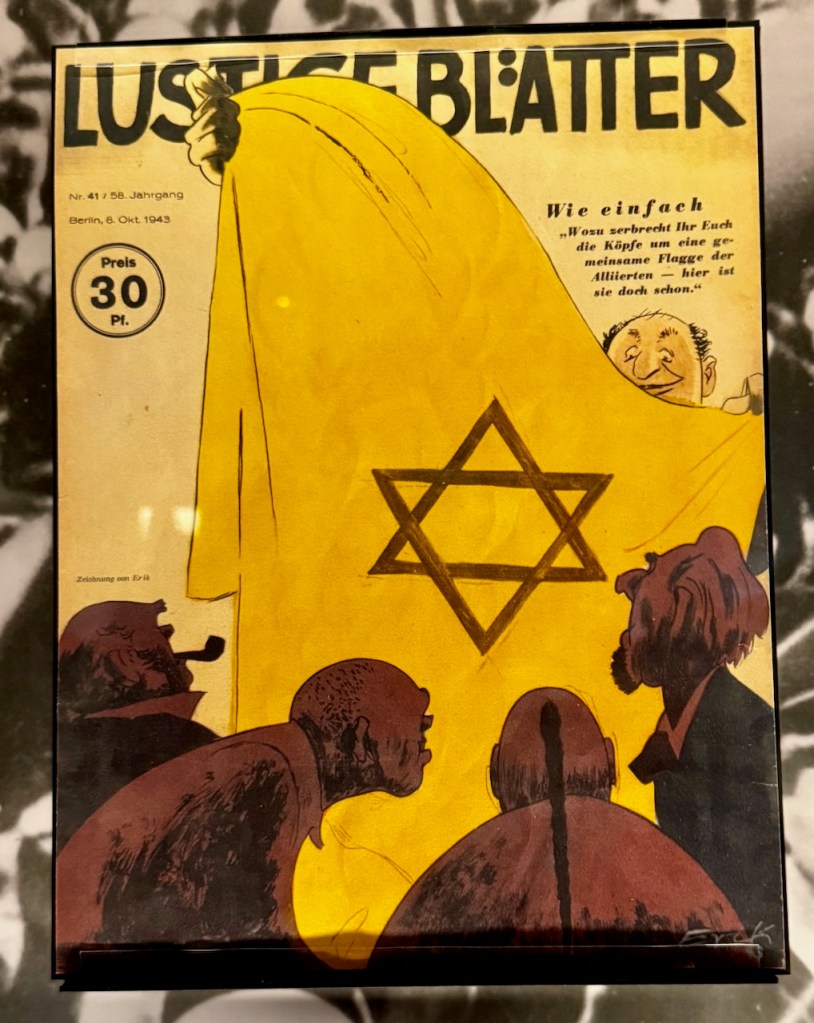 LUSTIGE BLÄTTER
Nr. 41 / 58. Jahrgang
Berlin, 8. Okt. 1943
Preis
30
Pf.
Wie einfach
„Wozu zerbrecht Ihr Euch
die Köpfe um eine ge-
meinsame Flagge der
Alliierten — hier ist
sie doch schon.“
Zeichnung von Erik
Erik